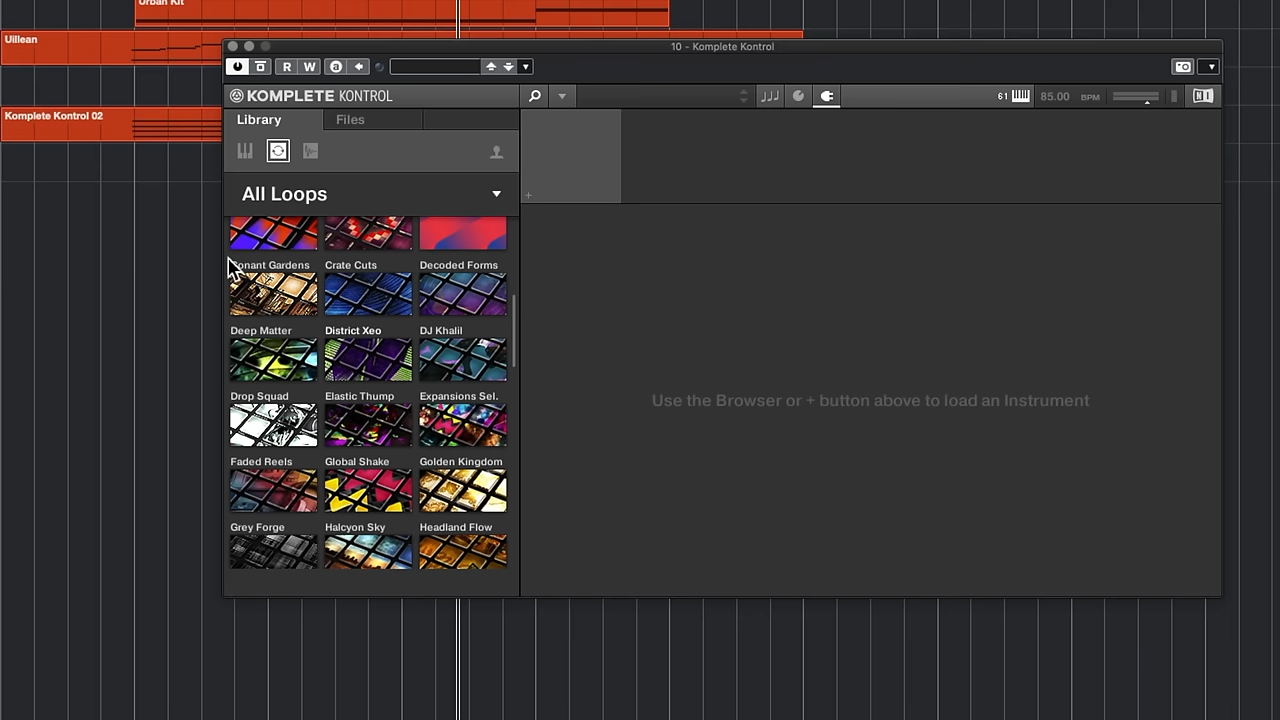 Urban Kit
Uillean
10 - Komplete Kontrol
R W a
KOMPLETE KONTROL
61
85.00 BPM
Library Files
All Loops
onant Gardens Crate Cuts Decoded Forms
Deep Matter District Xeo DJ Khalil
Drop Squad Elastic Thump Expansions Sel.
Faded Reels Global Shake Golden Kingdom
Grey Forge Halcyon Sky Headland Flow
Komplete Kontrol 02
+
Use the Browser or + button above to load an Instrument